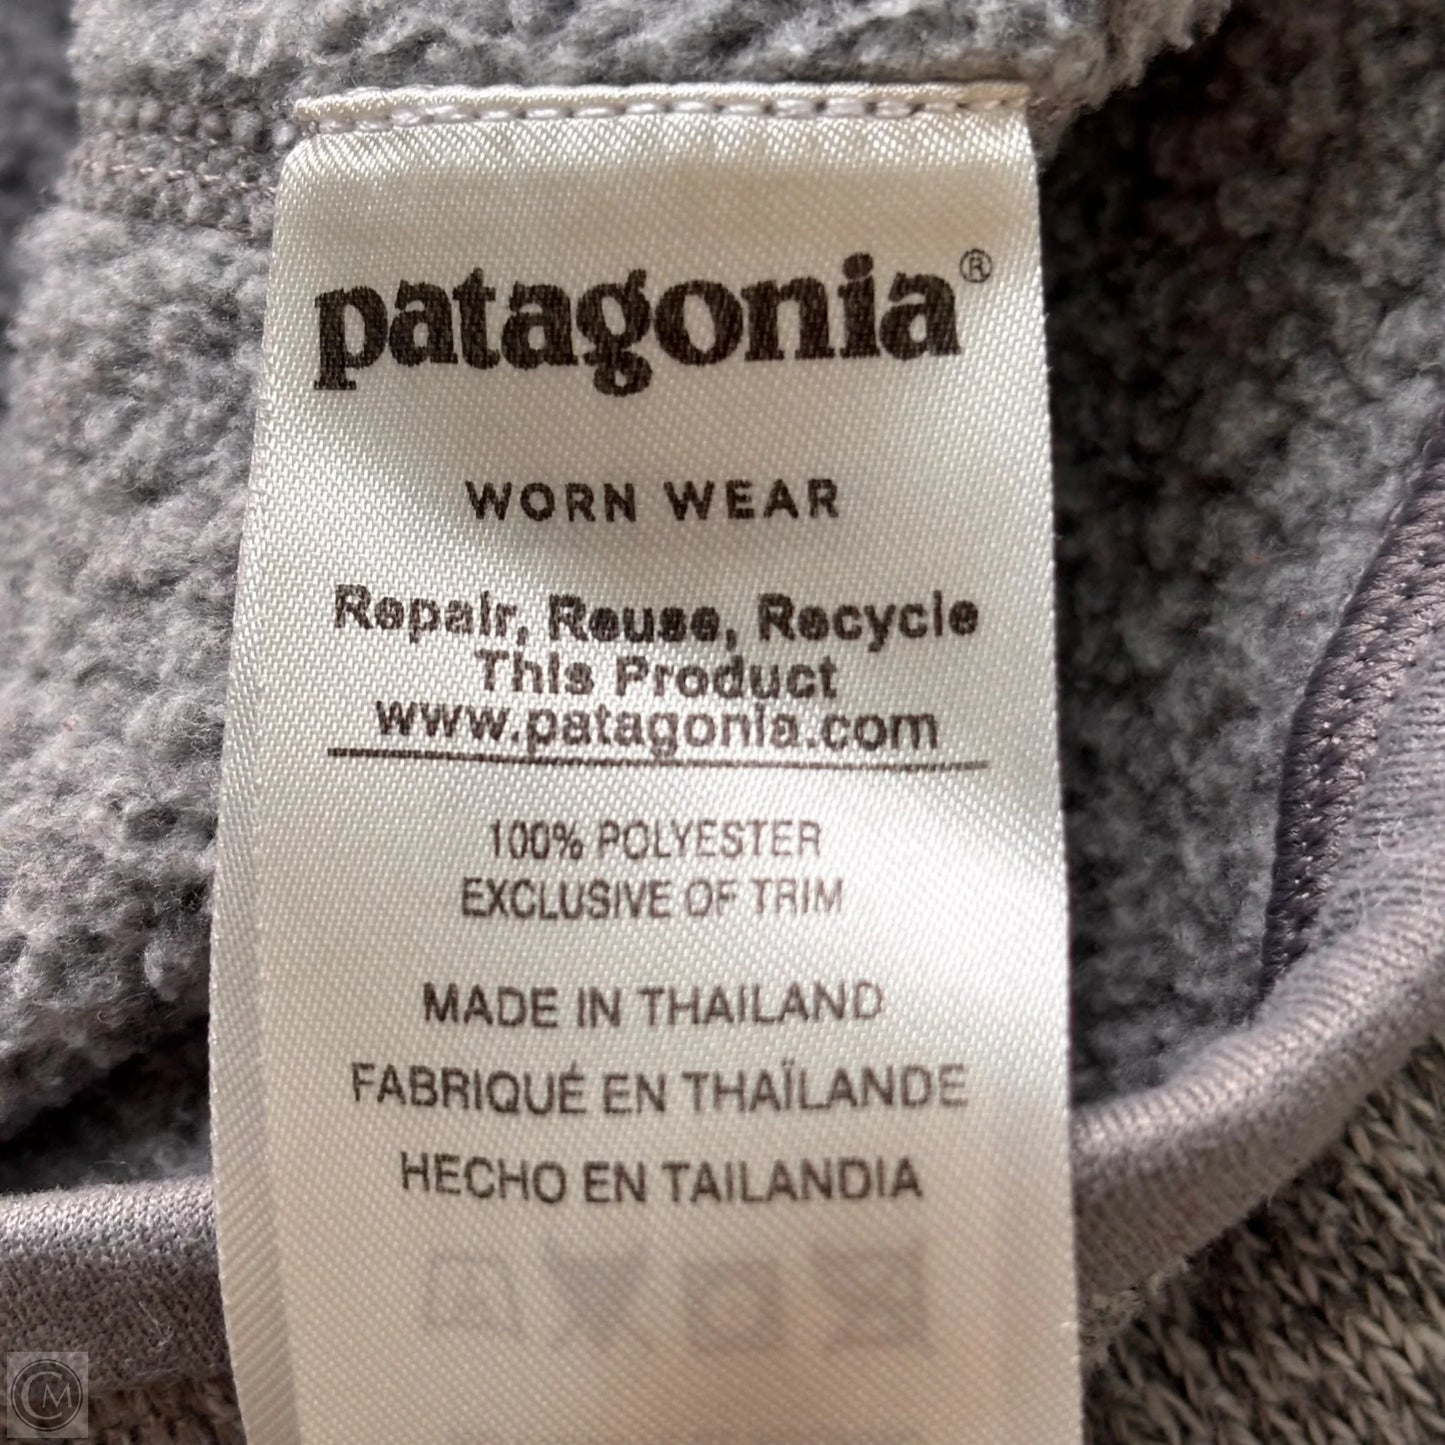 patagonia®
WORN WEAR
Repair, Reuse, Recycle
This Product
www.patagonia.com
100% POLYESTER
EXCLUSIVE OF TRIM
MADE IN THAILAND
FABRIQUÉ EN THAÏLANDE
HECHO EN TAILANDIA
CM